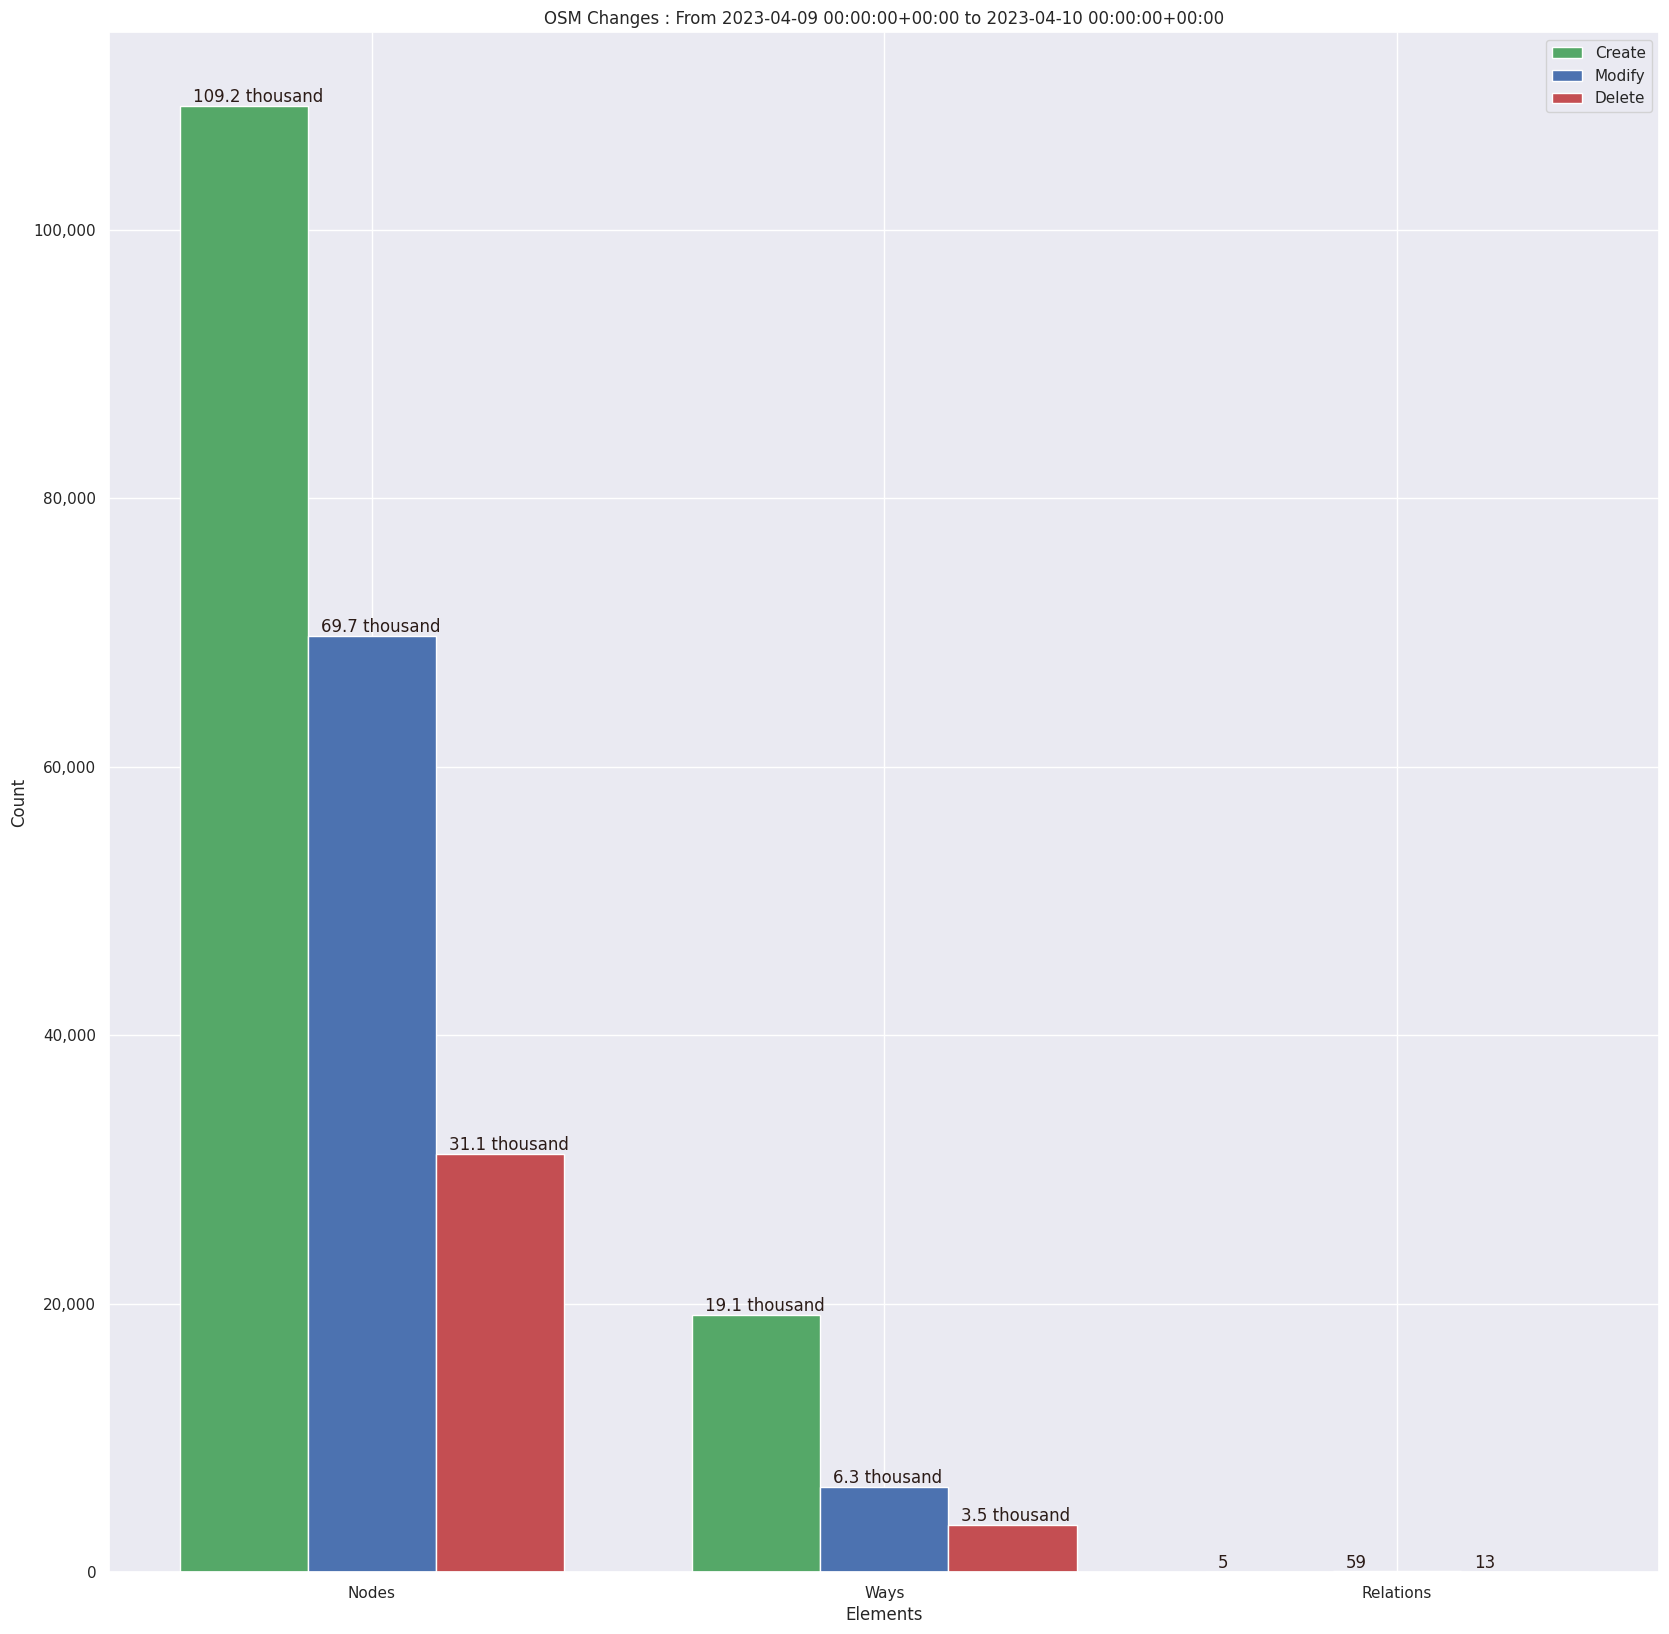 OSM Changes : From 2023-04-09 00:00:00+00:00 to 2023-04-10 00:00:00+00:00
Create
Modify
Delete
109.2 thousand
69.7 thousand
31.1 thousand
19.1 thousand
6.3 thousand
3.5 thousand
5
59
13
100,000
80,000
60,000
40,000
20,000
0
Count
Nodes
Ways
Relations
Elements